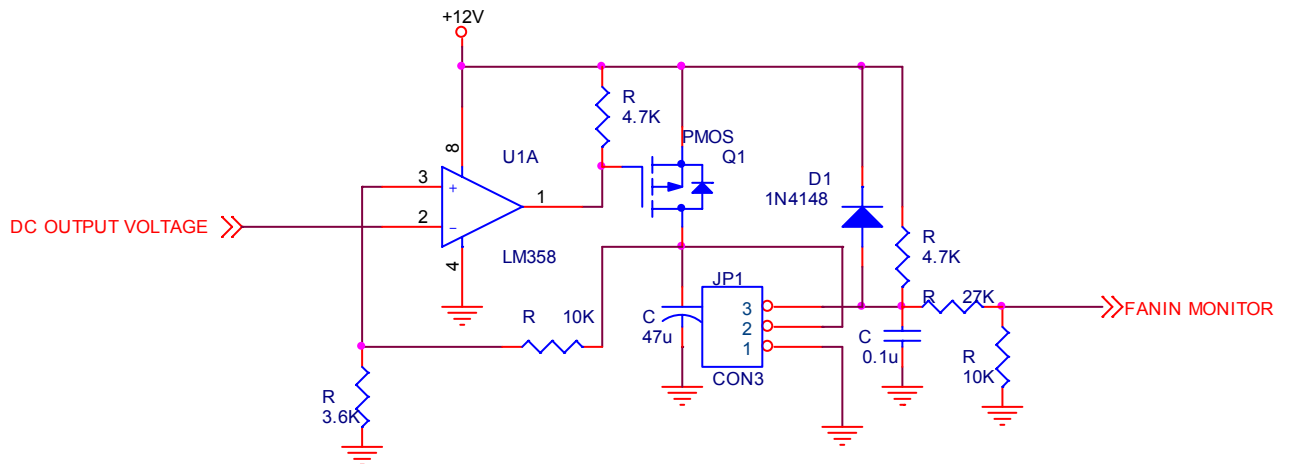 +12V
R
4.7K
PMOS
Q1
8
U1A
3
+
1
2
−
4
LM358
DC OUTPUT VOLTAGE
D1
1N4148
R
4.7K
JP1
R 10K
C
47u
3
2
1
CON3
R 27K
FANIN MONITOR
C
0.1u
R
10K
R
3.6K